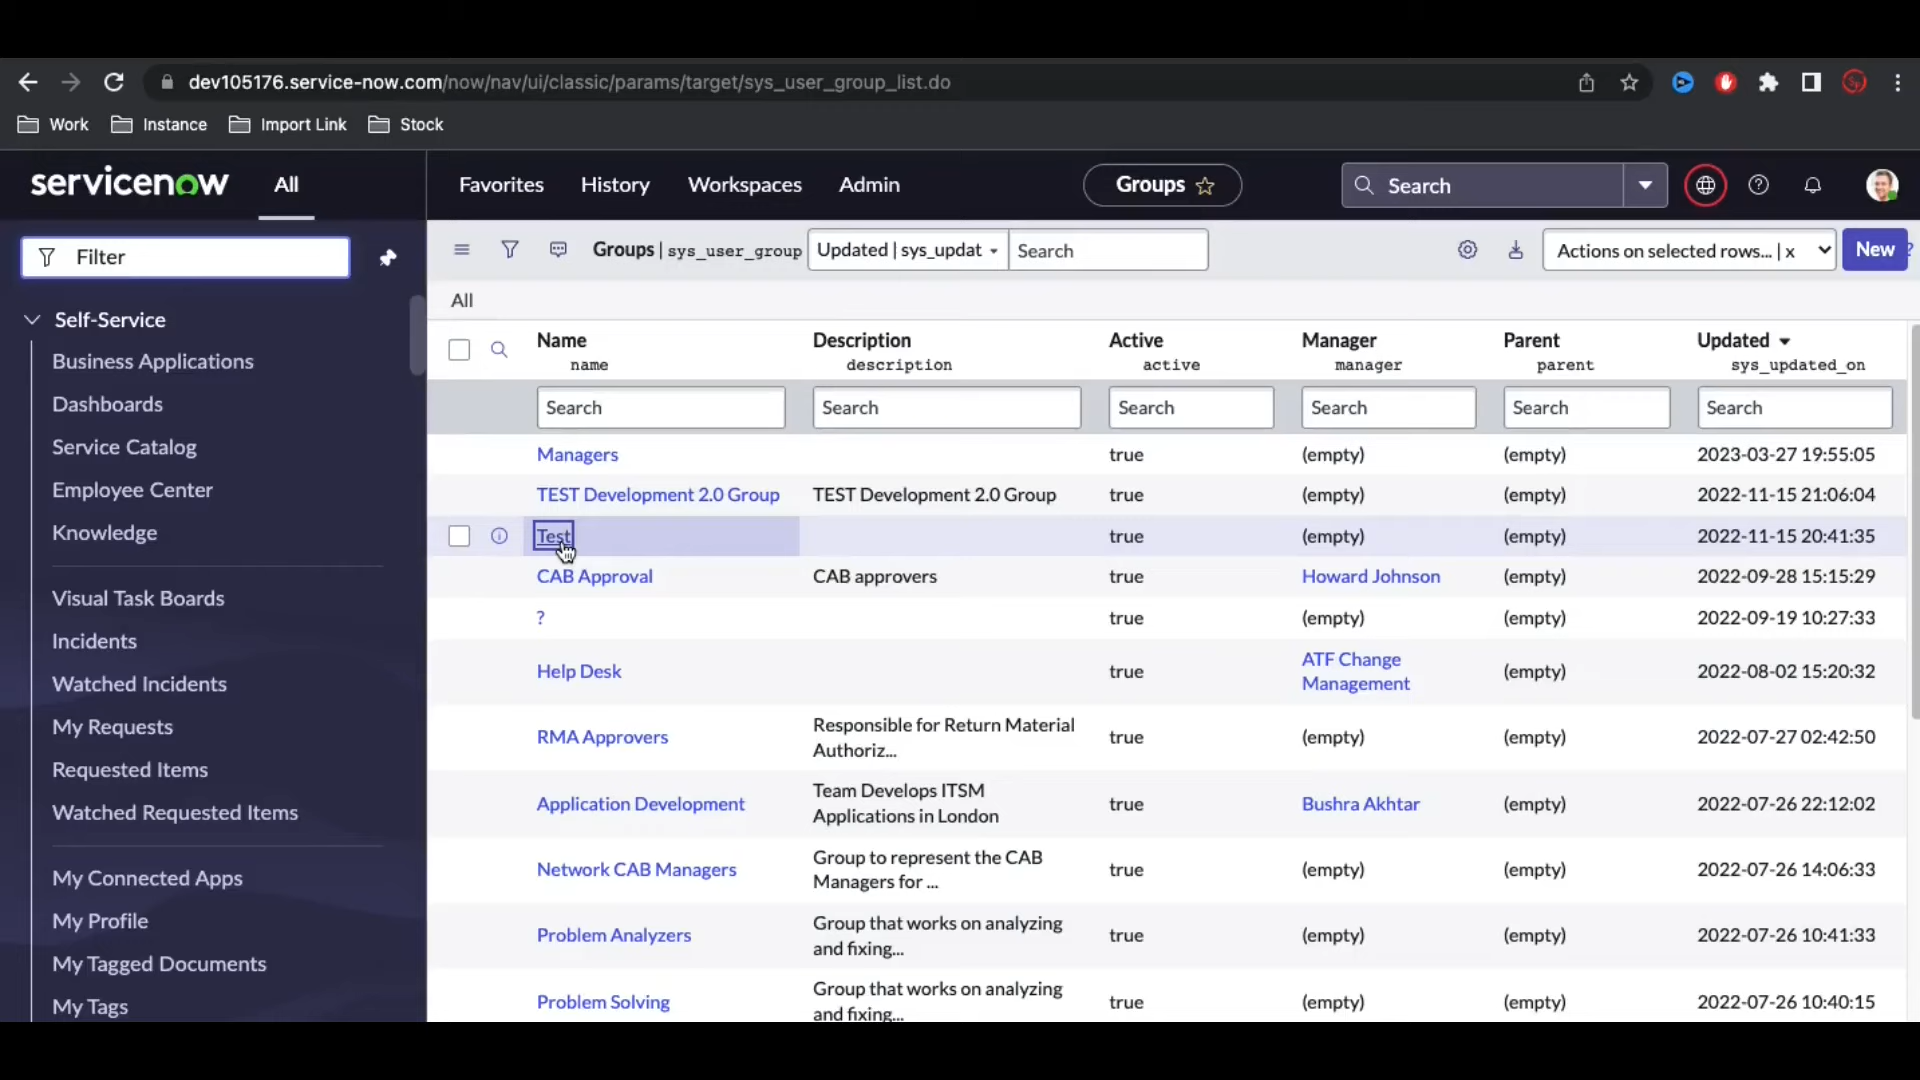 dev105176.service-now.com/now/nav/ui/classic/params/target/sys_user_group_list.do
Work Instance Import Link Stock
servicenow All Favorites History Workspaces Admin Groups Search
Filter
Groups | sys_user_group Updated | sys_updat Search Actions on selected rows... | x New ?
All
Self-Service
Business Applications
Dashboards
Service Catalog
Employee Center
Knowledge
Visual Task Boards
Incidents
Watched Incidents
My Requests
Requested Items
Watched Requested Items
My Connected Apps
My Profile
My Tagged Documents
My Tags
Name Description Active Manager Parent Updated
name description active manager parent sys_updated_on
Search Search Search Search Search Search
Managers true (empty) (empty) 2023-03-27 19:55:05
TEST Development 2.0 Group TEST Development 2.0 Group true (empty) (empty) 2022-11-15 21:06:04
Test true (empty) (empty) 2022-11-15 20:41:35
CAB Approval CAB approvers true Howard Johnson (empty) 2022-09-28 15:15:29
? true (empty) (empty) 2022-09-19 10:27:33
Help Desk true ATF Change
Management (empty) 2022-08-02 15:20:32
RMA Approvers Responsible for Return Material
Authoriz... true (empty) (empty) 2022-07-27 02:42:50
Application Development Team Develops ITSM
Applications in London true Bushra Akhtar (empty) 2022-07-26 22:12:02
Network CAB Managers Group to represent the CAB
Managers for ... true (empty) (empty) 2022-07-26 14:06:33
Problem Analyzers Group that works on analyzing
and fixing... true (empty) (empty) 2022-07-26 10:41:33
Problem Solving Group that works on analyzing
and fixing... true (empty) (empty) 2022-07-26 10:40:15